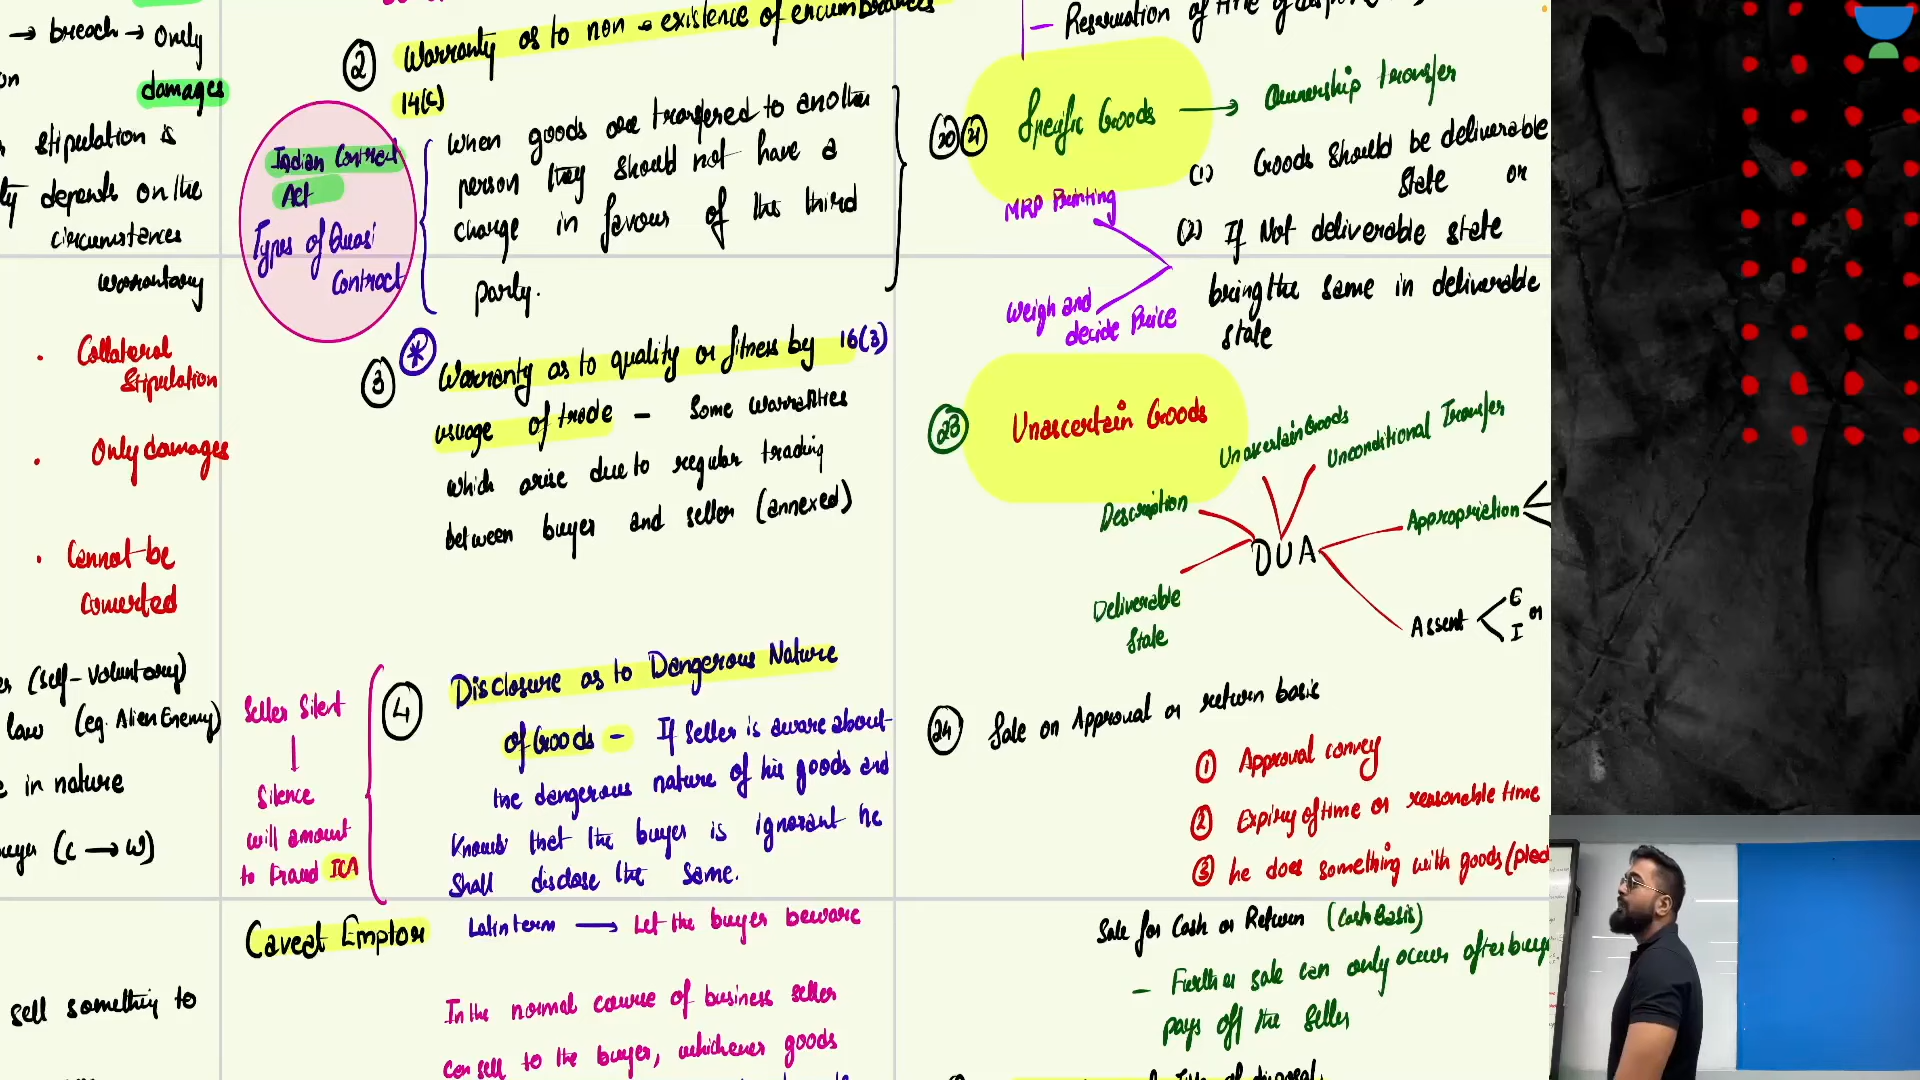 → breach → Only
damages
stipulation is
depends on the
circumstances
warrantary
• Collateral
Stipulation
• Only damages
• Cannot be
Converted
(self-voluntary)
law (eg. Alien Enemy)
in nature
(C → W)
sell something to
Indian Contract
Act
Types of Quasi
Contract
② Warranty as to non-existence of encumbrances
14(c)
When goods are transfered to another
person they should not have a
charge in favour of the third
party.
③ * Warranty as to quality or fitness by 16(3)
usuage of trade - Some warranties
which arise due to regular trading
between buyer and seller (annexed)
Seller Silent
Silence
will amount
to Fraud ICA
④ Disclosure as to Dangerous Nature
of Goods - If seller is aware about
the dangerous nature of his goods and
knows that the buyer is ignorant he
shall disclose the same.
Caveat Emptor Latin term → Let the buyer beware
In the normal course of business seller
can sell to the buyer, whichever goods
- Reservation of
⑳ ㉑ Specific Goods → Ownership transfer
(1) Goods should be deliverable
State or
MRP Printing
(2) If Not deliverable state
bring the same in deliverable
state
Weigh and
decide Price
㉓ Unascertain Goods
Unascertain Goods
Unconditional Transfer
Description
Appropriation
DUA
Deliverable
State
Assent < E or
I
㉔ Sale on Approval or return basis
① Approval convey
② Expiry of time or reasonable time
③ he does something with goods
Sale for Cash or Return (Cash Basis)
- Further sale can only occur after
pays off the seller
of disposal